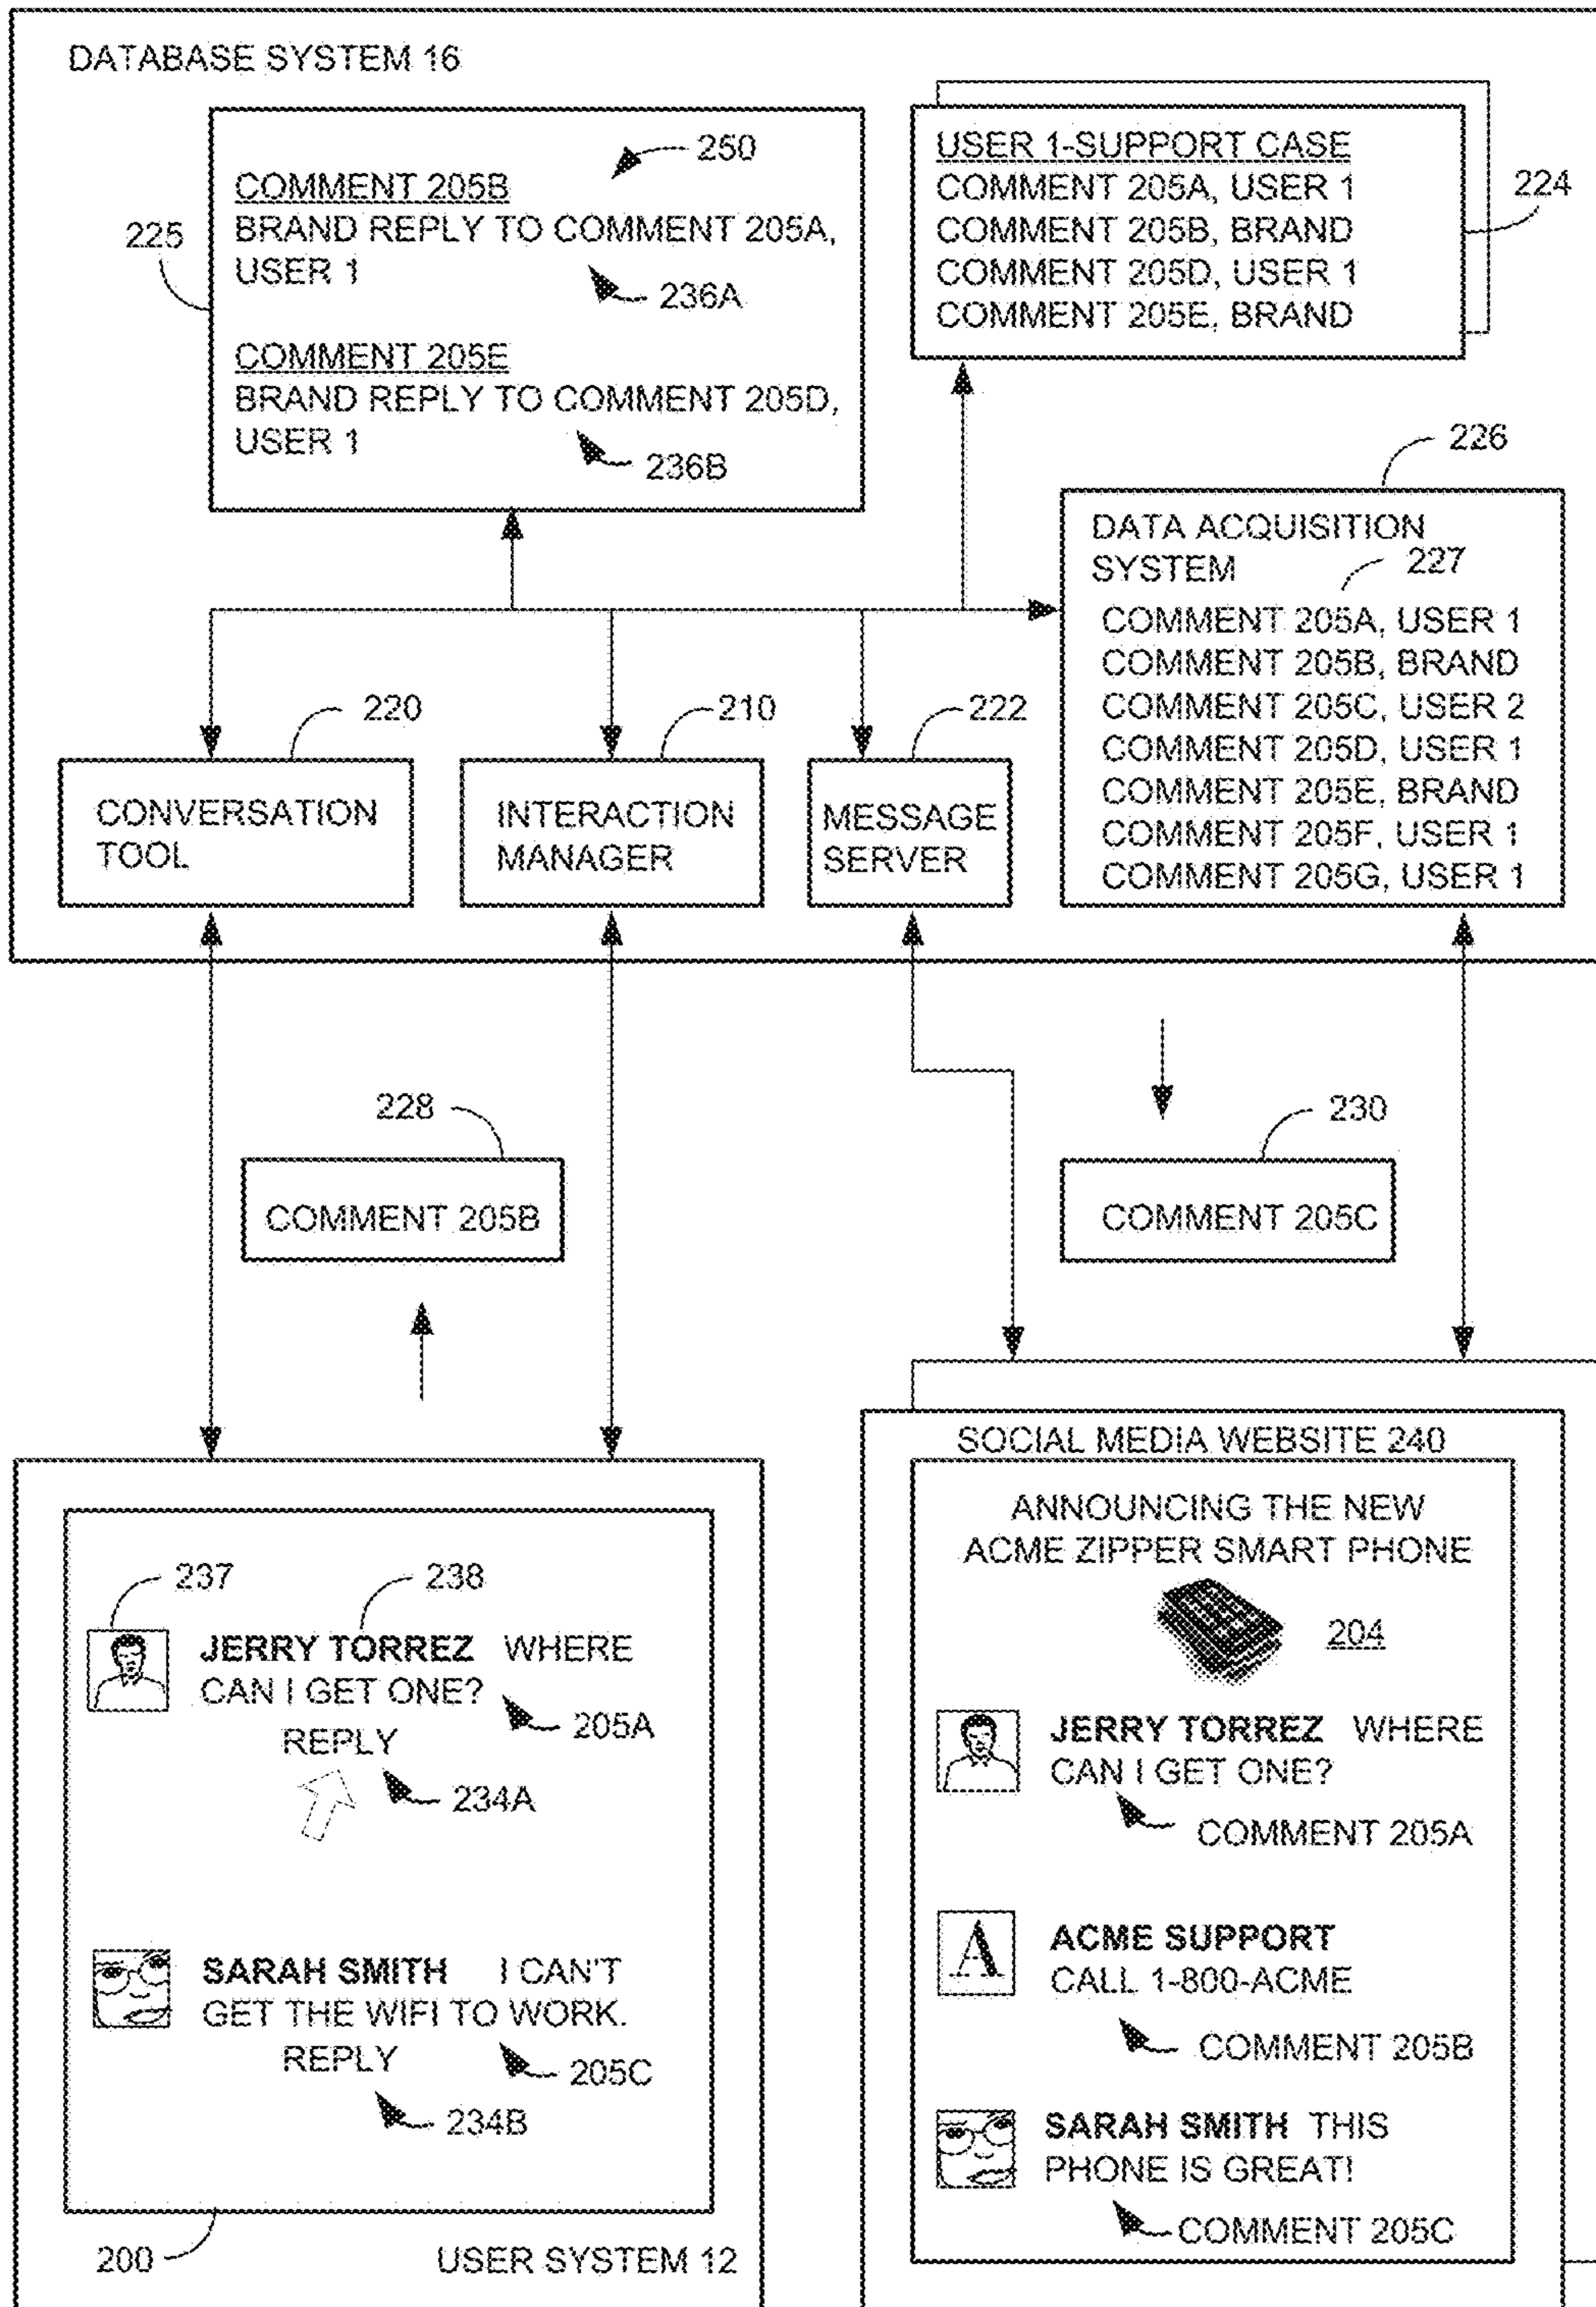 DATABASE SYSTEM 16
250
COMMENT 205B
BRAND REPLY TO COMMENT 205A,
USER 1
236A
225
COMMENT 205E
BRAND REPLY TO COMMENT 205D,
USER 1
236B
USER 1-SUPPORT CASE
COMMENT 205A, USER 1
COMMENT 205B, BRAND
COMMENT 205D, USER 1
COMMENT 205E, BRAND
224
226
DATA ACQUISITION
SYSTEM
227
COMMENT 205A, USER 1
COMMENT 205B, BRAND
COMMENT 205C, USER 2
COMMENT 205D, USER 1
COMMENT 205E, BRAND
COMMENT 205F, USER 1
COMMENT 205G, USER 1
220
CONVERSATION
TOOL
210
INTERACTION
MANAGER
222
MESSAGE
SERVER
228
COMMENT 205B
230
COMMENT 205C
237
238
JERRY TORREZ WHERE
CAN I GET ONE?
205A
REPLY
234A
SARAH SMITH I CAN'T
GET THE WIFI TO WORK.
REPLY
205C
234B
200
USER SYSTEM 12
SOCIAL MEDIA WEBSITE 240
ANNOUNCING THE NEW
ACME ZIPPER SMART PHONE
204
JERRY TORREZ WHERE
CAN I GET ONE?
COMMENT 205A
A
ACME SUPPORT
CALL 1-800-ACME
COMMENT 205B
SARAH SMITH THIS
PHONE IS GREAT!
COMMENT 205C